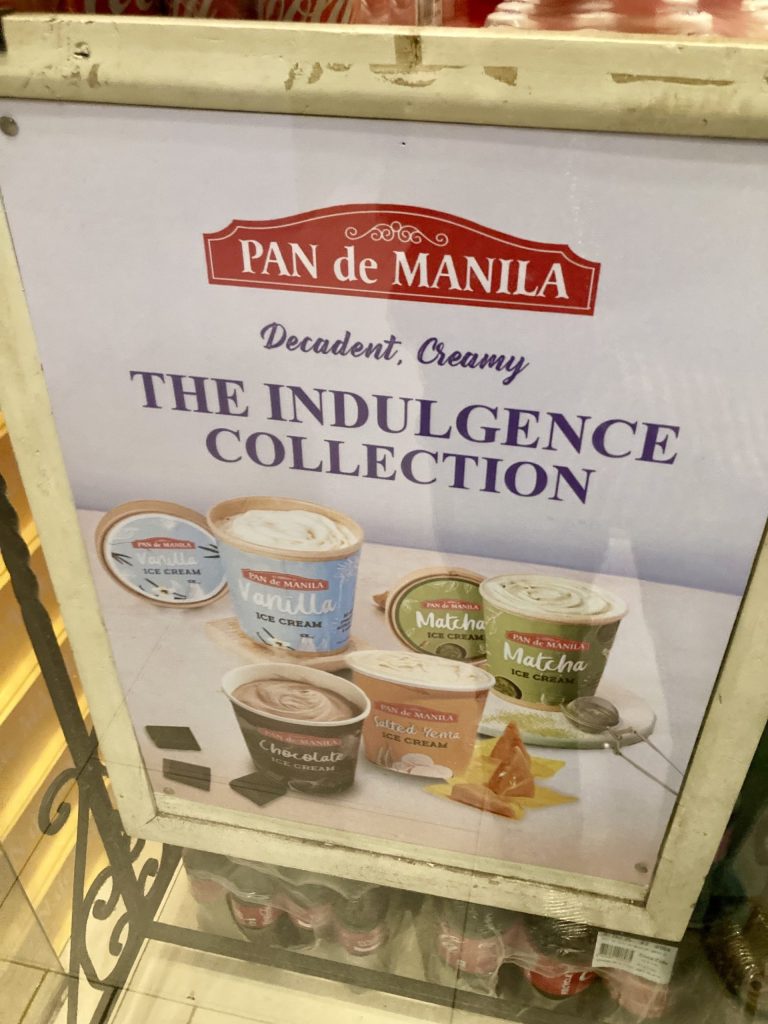 PAN de MANILA
Decadent, Creamy
THE INDULGENCE
COLLECTION
PAN de MANILA
Vanilla
ICE CREAM
PAN de MANILA
Vanilla
ICE CREAM
PAN de MANILA
Matcha
ICE CREAM
PAN de MANILA
Matcha
ICE CREAM
PAN de MANILA
Chocolate
ICE CREAM
PAN de MANILA
Salted Yema
ICE CREAM